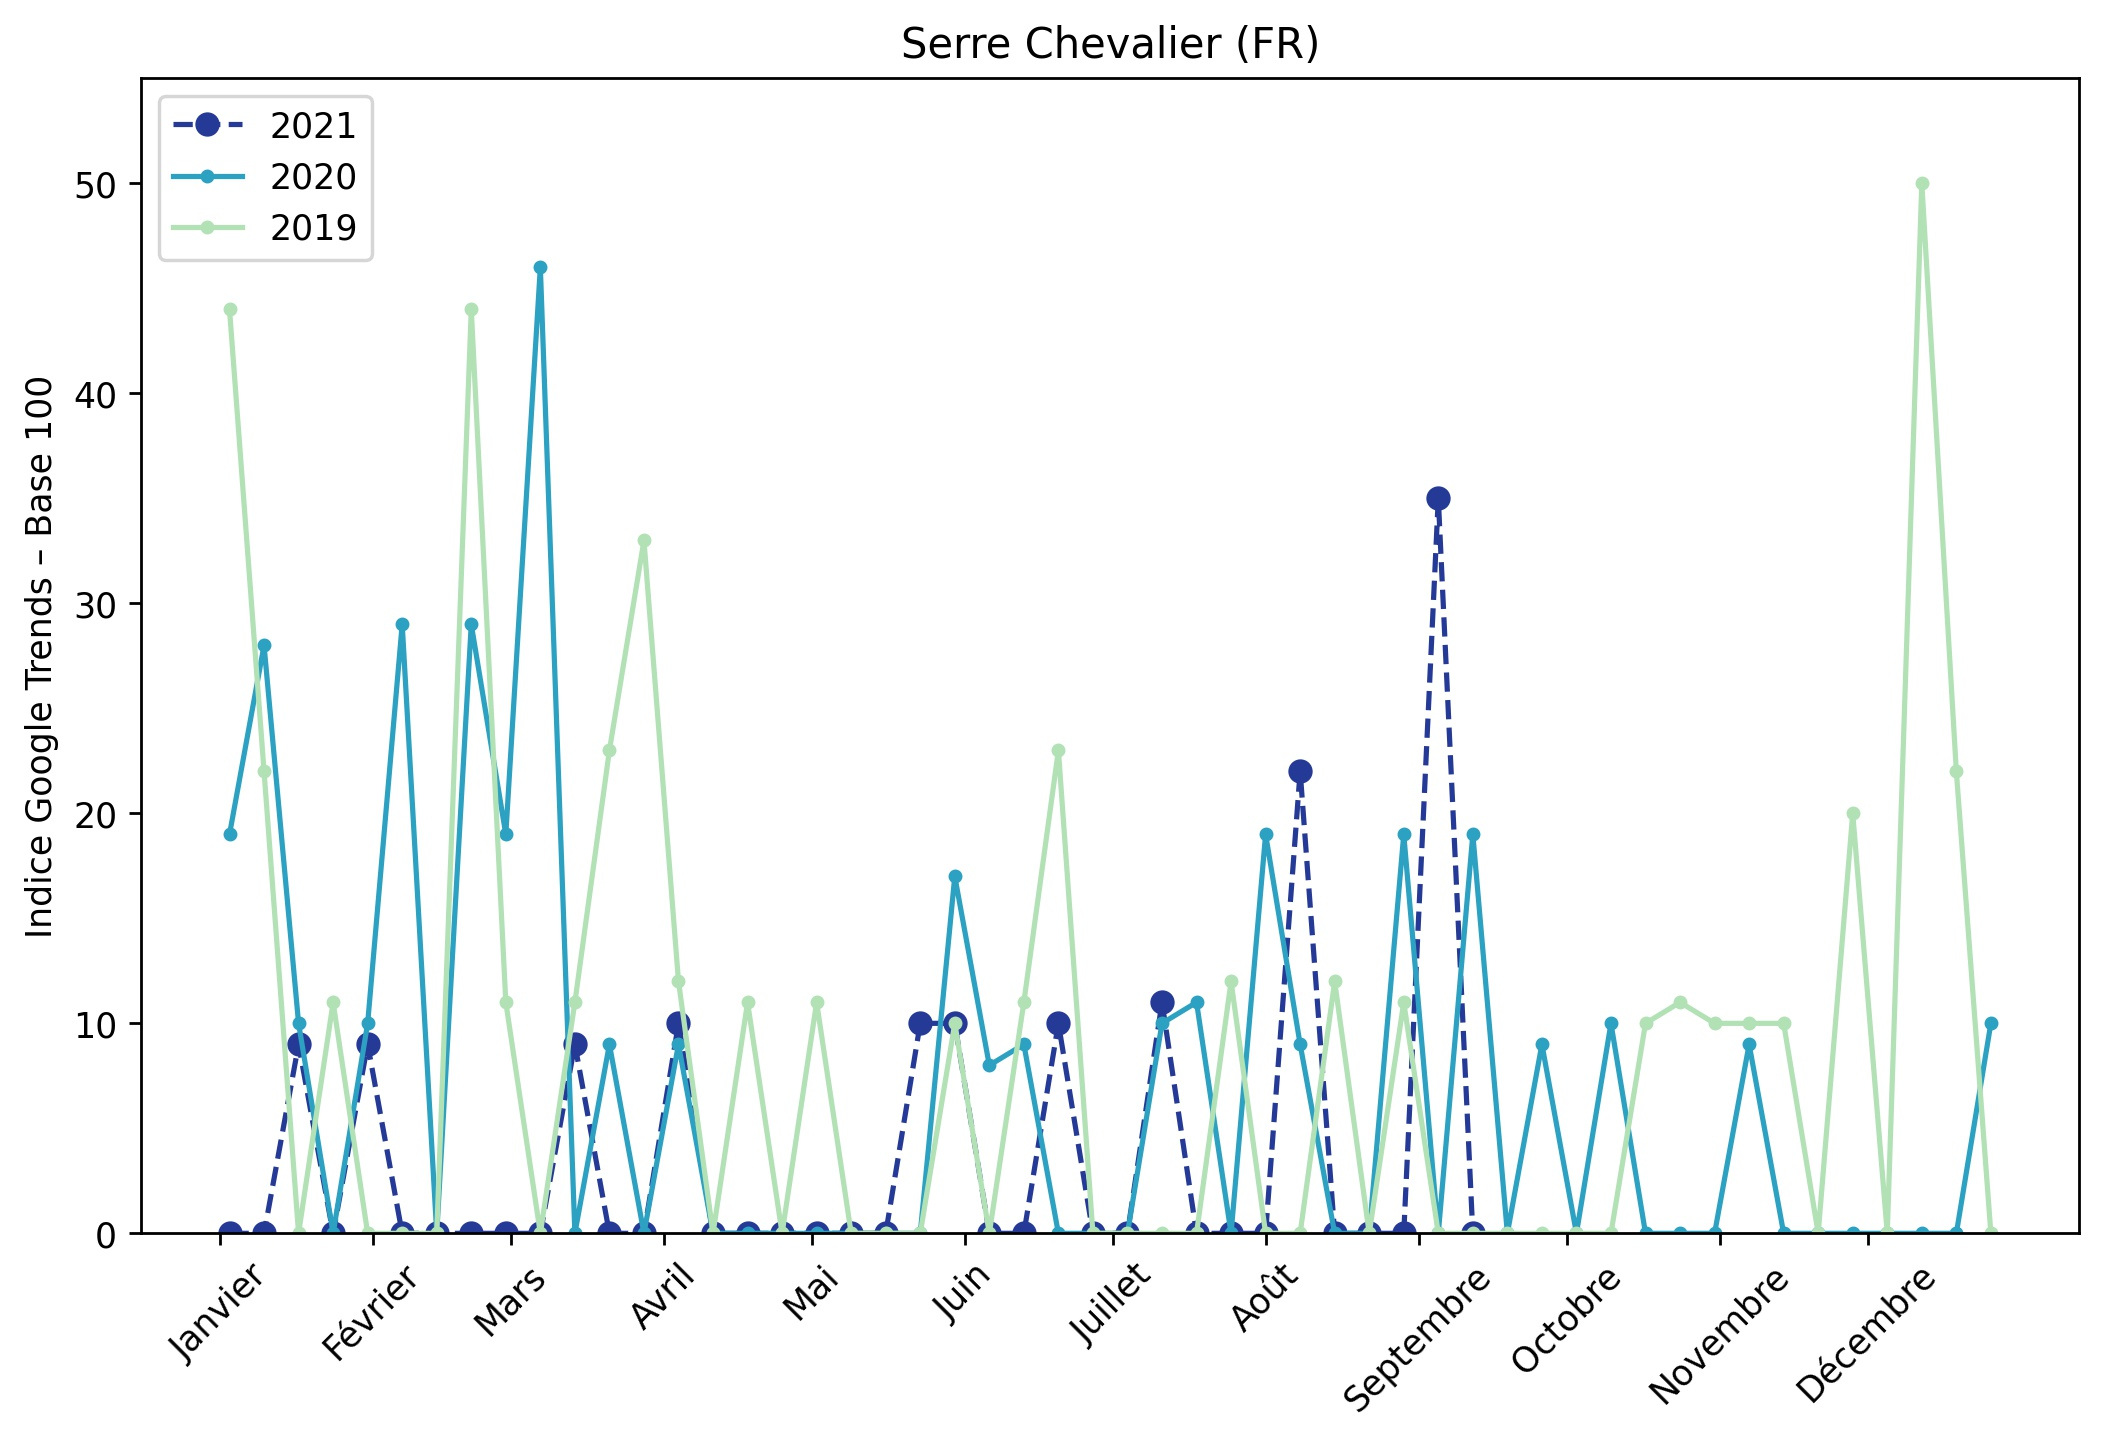 Serre Chevalier (FR)
2021
2020
2019
Indice Google Trends – Base 100
50
40
30
20
10
0
Janvier
Février
Mars
Avril
Mai
Juin
Juillet
Août
Septembre
Octobre
Novembre
Décembre